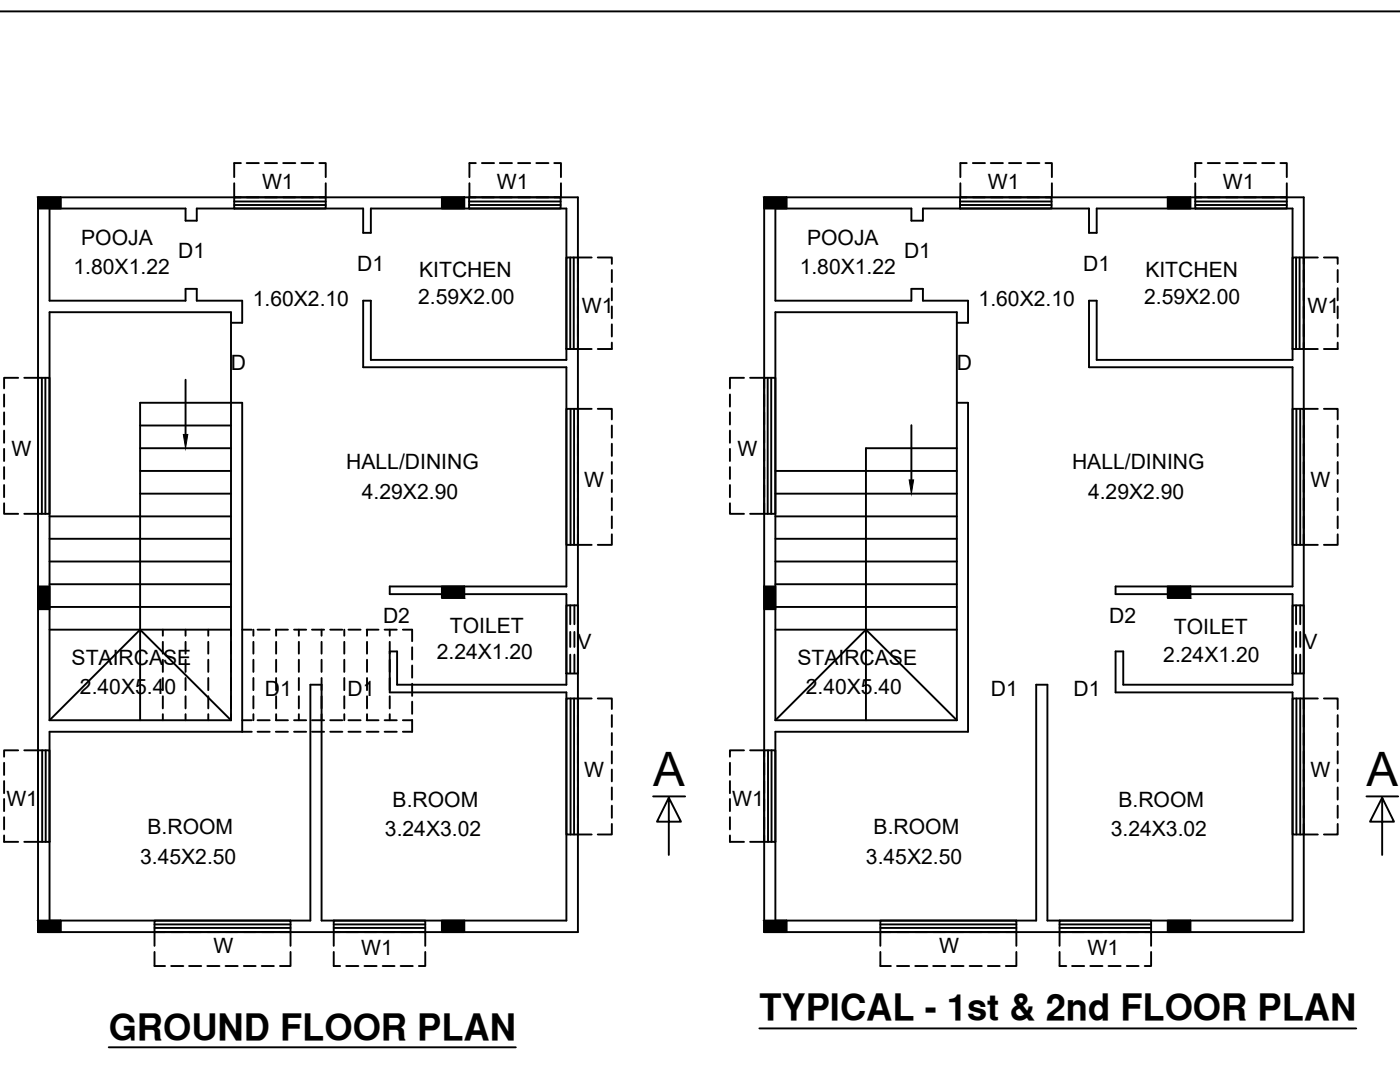 W1
W1
POOJA
1.80X1.22
D1
D1
KITCHEN
2.59X2.00
1.60X2.10
W1
D
W
HALL/DINING
4.29X2.90
W
D2
TOILET
2.24X1.20
V
STAIRCASE
2.40X5.40
D1
D1
W
W1
B.ROOM
3.24X3.02
B.ROOM
3.45X2.50
W
W1
A
GROUND FLOOR PLAN
W1
W1
POOJA
1.80X1.22
D1
D1
KITCHEN
2.59X2.00
1.60X2.10
W1
D
W
HALL/DINING
4.29X2.90
W
D2
TOILET
2.24X1.20
V
STAIRCASE
2.40X5.40
D1
D1
W
W1
B.ROOM
3.24X3.02
B.ROOM
3.45X2.50
W
W1
A
TYPICAL - 1st & 2nd FLOOR PLAN